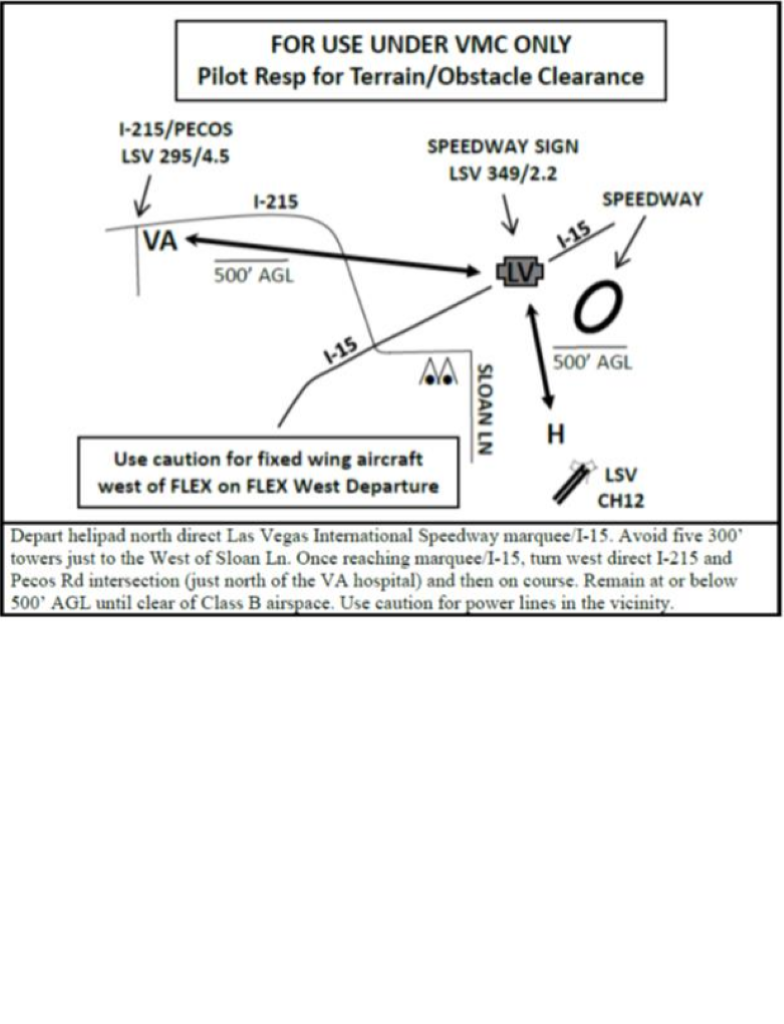 FOR USE UNDER VMC ONLY
Pilot Resp for Terrain/Obstacle Clearance
I-215/PECOS
LSV 295/4.5
SPEEDWAY SIGN
LSV 349/2.2
SPEEDWAY
I-215
I-15
VA
LV
500’ AGL
I-15
500’ AGL
SLOAN LN
H
LSV
CH12
Use caution for fixed wing aircraft
west of FLEX on FLEX West Departure
Depart helipad north direct Las Vegas International Speedway marquee/I-15. Avoid five 300’
towers just to the West of Sloan Ln. Once reaching marquee/I-15, turn west direct I-215 and
Pecos Rd intersection (just north of the VA hospital) and then on course. Remain at or below
500’ AGL until clear of Class B airspace. Use caution for power lines in the vicinity.